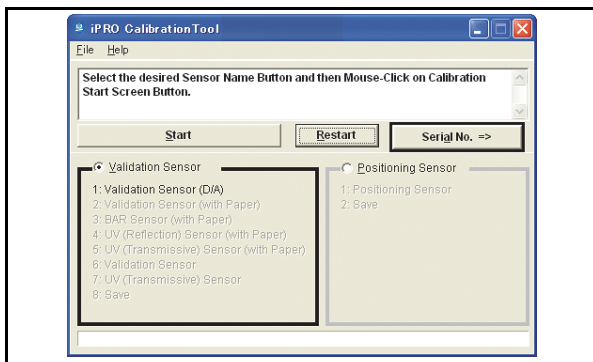 iPRO CalibrationTool
File Help
Select the desired Sensor Name Button and then Mouse-Click on Calibration
Start Screen Button.
Start Restart Serial No. =>
Validation Sensor
1: Validation Sensor (D/A)
2: Validation Sensor (with Paper)
3: BAR Sensor (with Paper)
4: UV (Reflection) Sensor (with Paper)
5: UV (Transmissive) Sensor (with Paper)
6: Validation Sensor
7: UV (Transmissive) Sensor
8: Save
Positioning Sensor
1: Positioning Sensor
2: Save